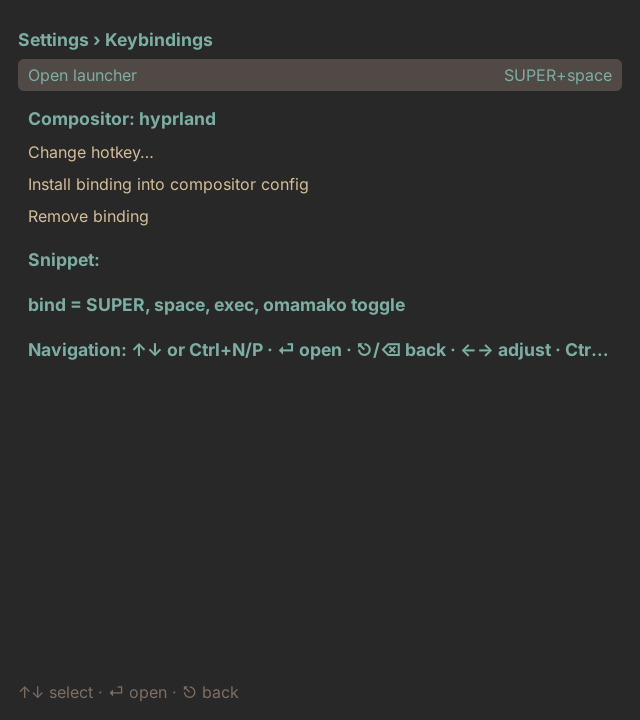 Settings › Keybindings
Open launcher SUPER+space
Compositor: hyprland
Change hotkey…
Install binding into compositor config
Remove binding
Snippet:
bind = SUPER, space, exec, omamako toggle
Navigation: ↑↓ or Ctrl+N/P · ⏎ open · ⎋/⌫ back · ←→ adjust · Ctr…
↑↓ select · ⏎ open · ⎋ back